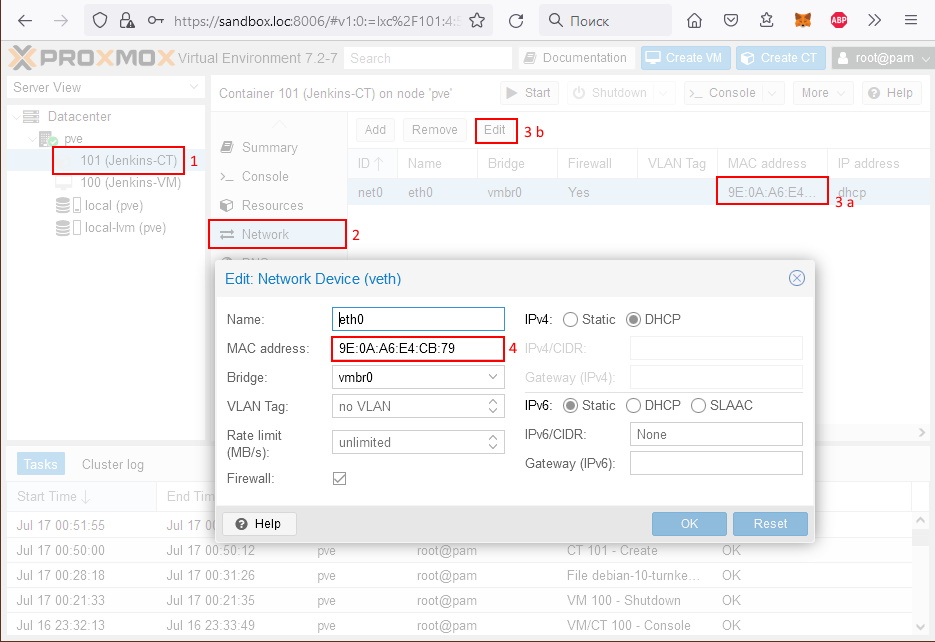 https://sandbox.loc:8006/#v1:0:=lxc%2F101:4:5
Поиск
ABP
PROXMOX Virtual Environment 7.2-7 Search Documentation Create VM Create CT root@pam
Server View
Datacenter
pve
101 (Jenkins-CT) 1
100 (Jenkins-VM)
local (pve)
local-lvm (pve)
Container 101 (Jenkins-CT) on node 'pve' Start Shutdown Console More Help
Summary
Console
Resources
Network 2
DNS
Add Remove Edit 3 b
ID Name Bridge Firewall VLAN Tag MAC address IP address
net0 eth0 vmbr0 Yes 9E:0A:A6:E4... dhcp
3 a
Edit: Network Device (veth)
Name: eth0
MAC address: 9E:0A:A6:E4:CB:79 4
Bridge: vmbr0
VLAN Tag: no VLAN
Rate limit
(MB/s): unlimited
Firewall:
IPv4: Static DHCP
IPv4/CIDR:
Gateway (IPv4):
IPv6: Static DHCP SLAAC
IPv6/CIDR: None
Gateway (IPv6):
Help OK Reset
Tasks Cluster log
Start Time End Tim
Jul 17 00:51:55 Jul 17 0
Jul 17 00:50:00 Jul 17 00:50:12 pve root@pam CT 101 - Create OK
Jul 17 00:28:18 Jul 17 00:31:26 pve root@pam File debian-10-turnke... OK
Jul 17 00:21:33 Jul 17 00:21:35 pve root@pam VM 100 - Shutdown OK
Jul 16 23:32:13 Jul 16 23:33:49 pve root@pam VM/CT 100 - Console OK